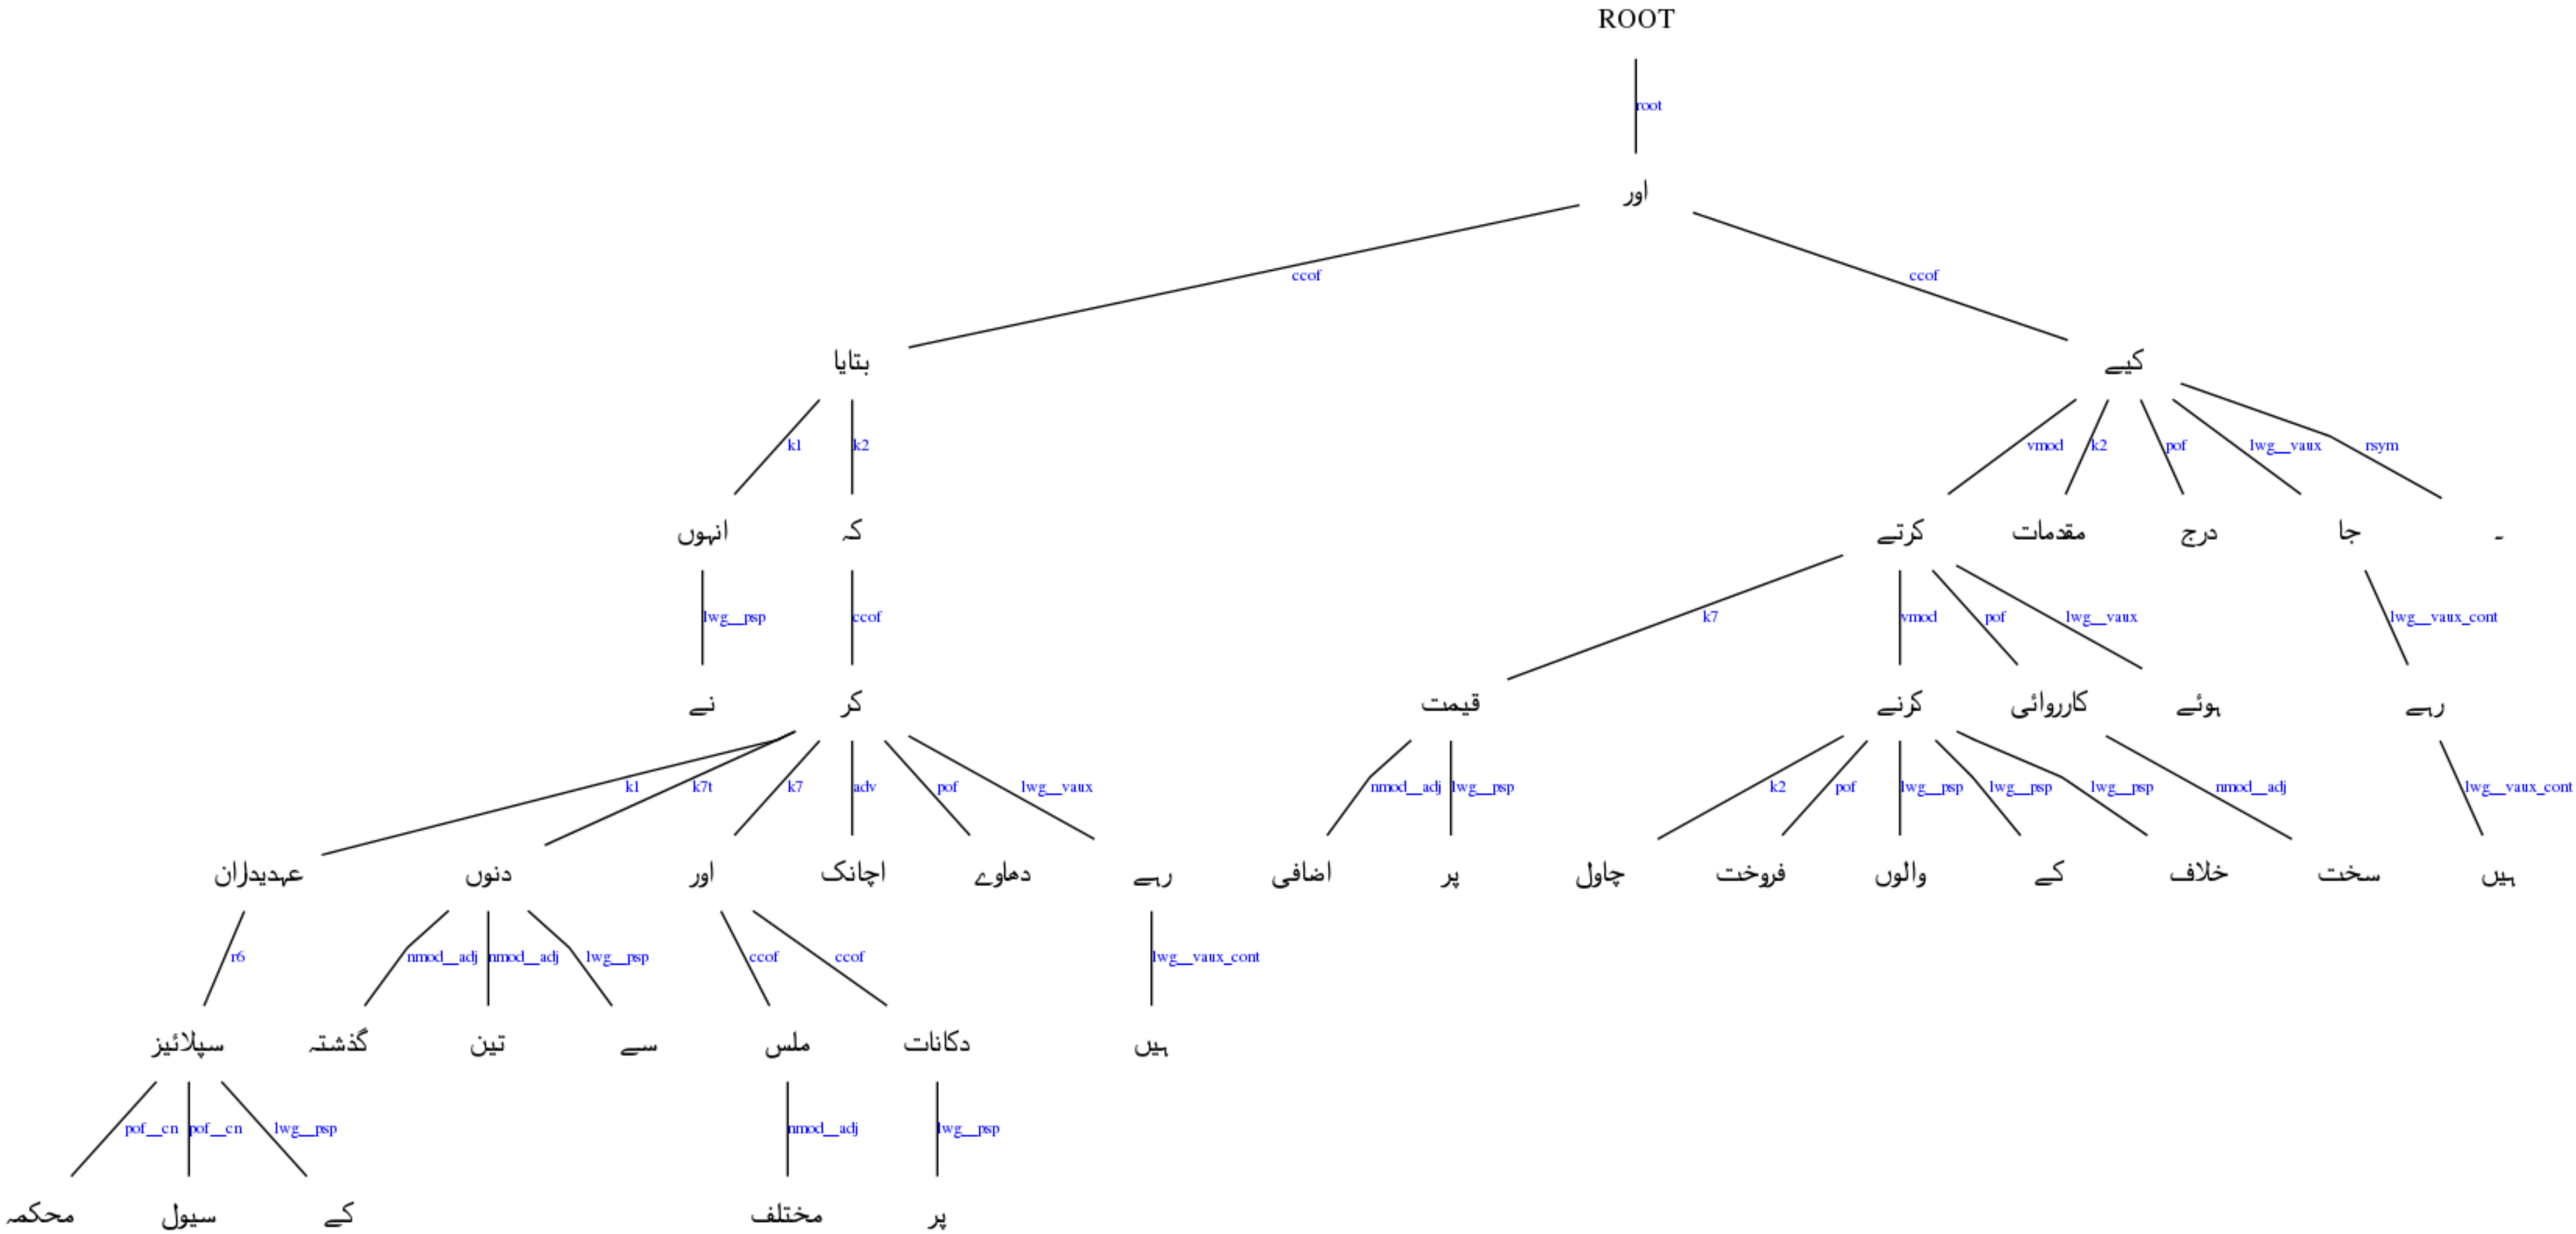 ROOT
root
اور
ccof ccof
بتایا کیے
k1 k2 vmod k2 pof lwg__vaux rsym
انہوں کہ کرتے مقدمات درج جا ۔
lwg__psp ccof k7 vmod pof lwg__vaux lwg__vaux_cont
نے کر قیمت کرنے کارروائی ہوئے رہے
k1 k7t k7 adv pof lwg__vaux nmod__adj lwg__psp k2 pof lwg__psp lwg__psp lwg__psp nmod__adj lwg__vaux_cont
عہدیداران دنوں اور اچانک دھاوے رہے اضافی پر چاول فروخت والوں کے خلاف سخت ہیں
r6 nmod__adj nmod__adj lwg__psp ccof ccof lwg__vaux_cont
سپلائیز گذشتہ تین سے ملس دکانات ہیں
pof__cn pof__cn lwg__psp nmod__adj lwg__psp
محکمہ سیول کے مختلف پر